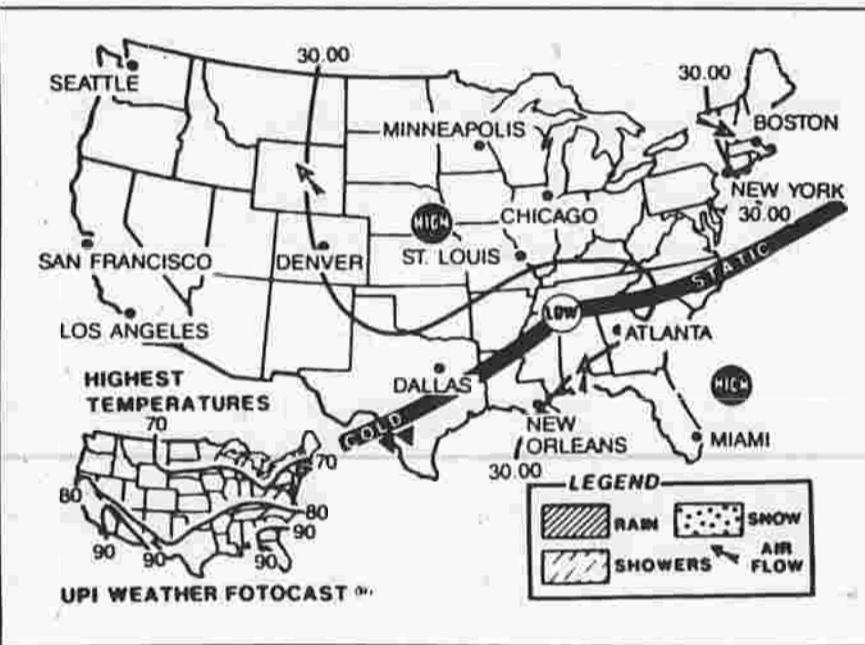 30.00
30.00
SEATTLE
MINNEAPOLIS
BOSTON
NEW YORK
30.00
HIGH
CHICAGO
SAN FRANCISCO
DENVER
ST. LOUIS
STATIC
LOS ANGELES
LOW
ATLANTA
HIGHEST
TEMPERATURES
DALLAS
HIGH
COLD
NEW
ORLEANS
MIAMI
30.00
70
70
80
80
90
90
90
90
LEGEND
RAIN
SNOW
SHOWERS
AIR
FLOW
UPI WEATHER FOTOCAST